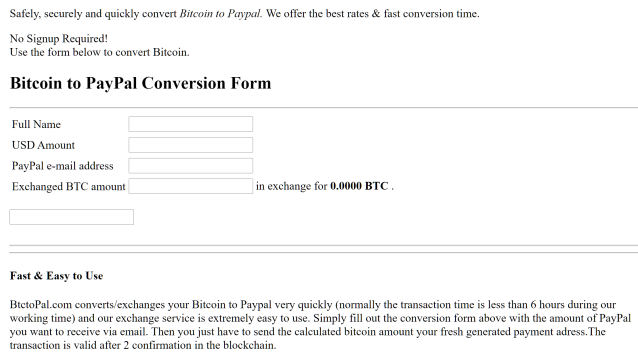 Safely, securely and quickly convert Bitcoin to Paypal. We offer the best rates & fast conversion time.
No Signup Required!
Use the form below to convert Bitcoin.
Bitcoin to PayPal Conversion Form
Full Name
USD Amount
PayPal e-mail address
Exchanged BTC amount in exchange for 0.0000 BTC .
Fast & Easy to Use
BtctoPal.com converts/exchanges your Bitcoin to Paypal very quickly (normally the transaction time is less than 6 hours during our
working time) and our exchange service is extremely easy to use. Simply fill out the conversion form above with the amount of PayPal
you want to receive via email. Then you just have to send the calculated bitcoin amount your fresh generated payment adress.The
transaction is valid after 2 confirmation in the blockchain.